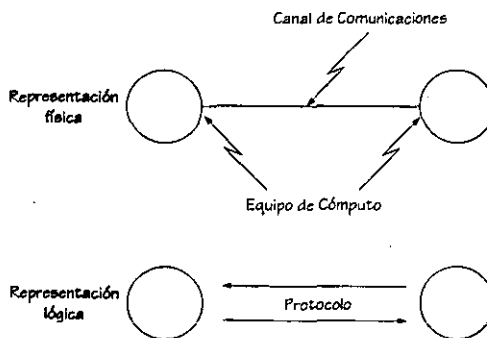 Canal de Comunicaciones
Representación
física
Equipo de Cómputo
Representación
lógica
Protocolo